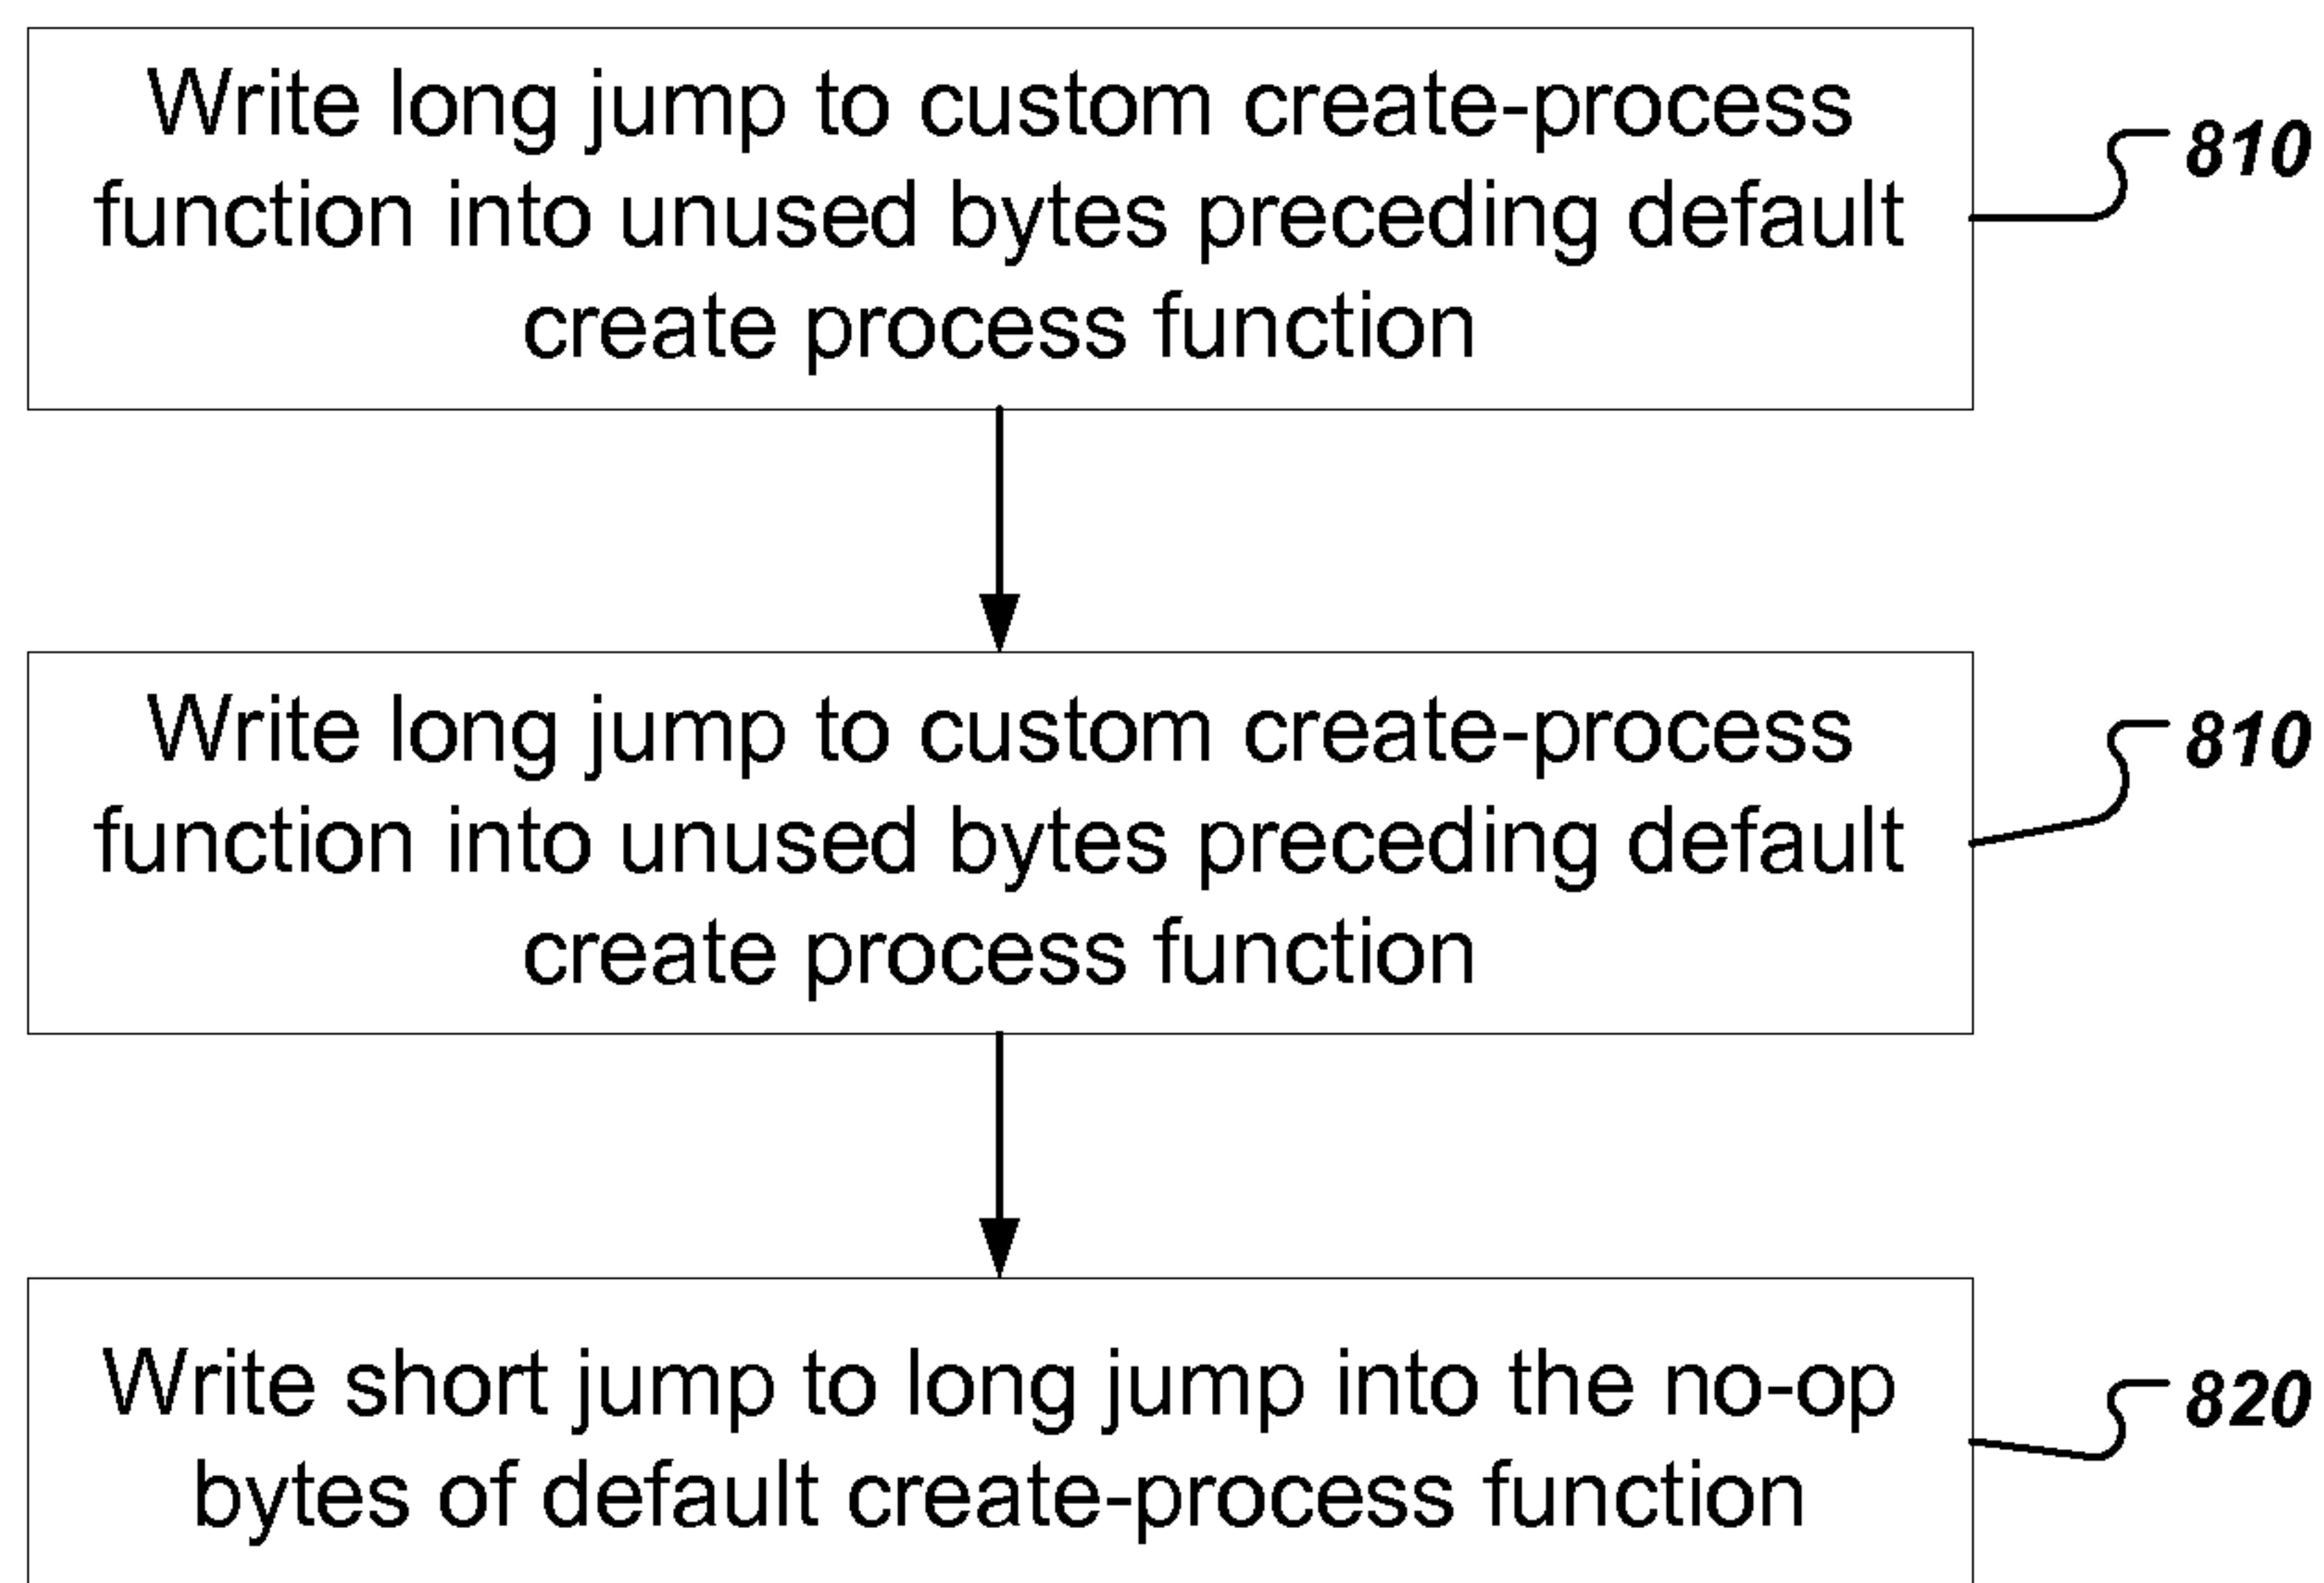 Write long jump to custom create-process
function into unused bytes preceding default
create process function
810
Write long jump to custom create-process
function into unused bytes preceding default
create process function
810
Write short jump to long jump into the no-op
bytes of default create-process function
820